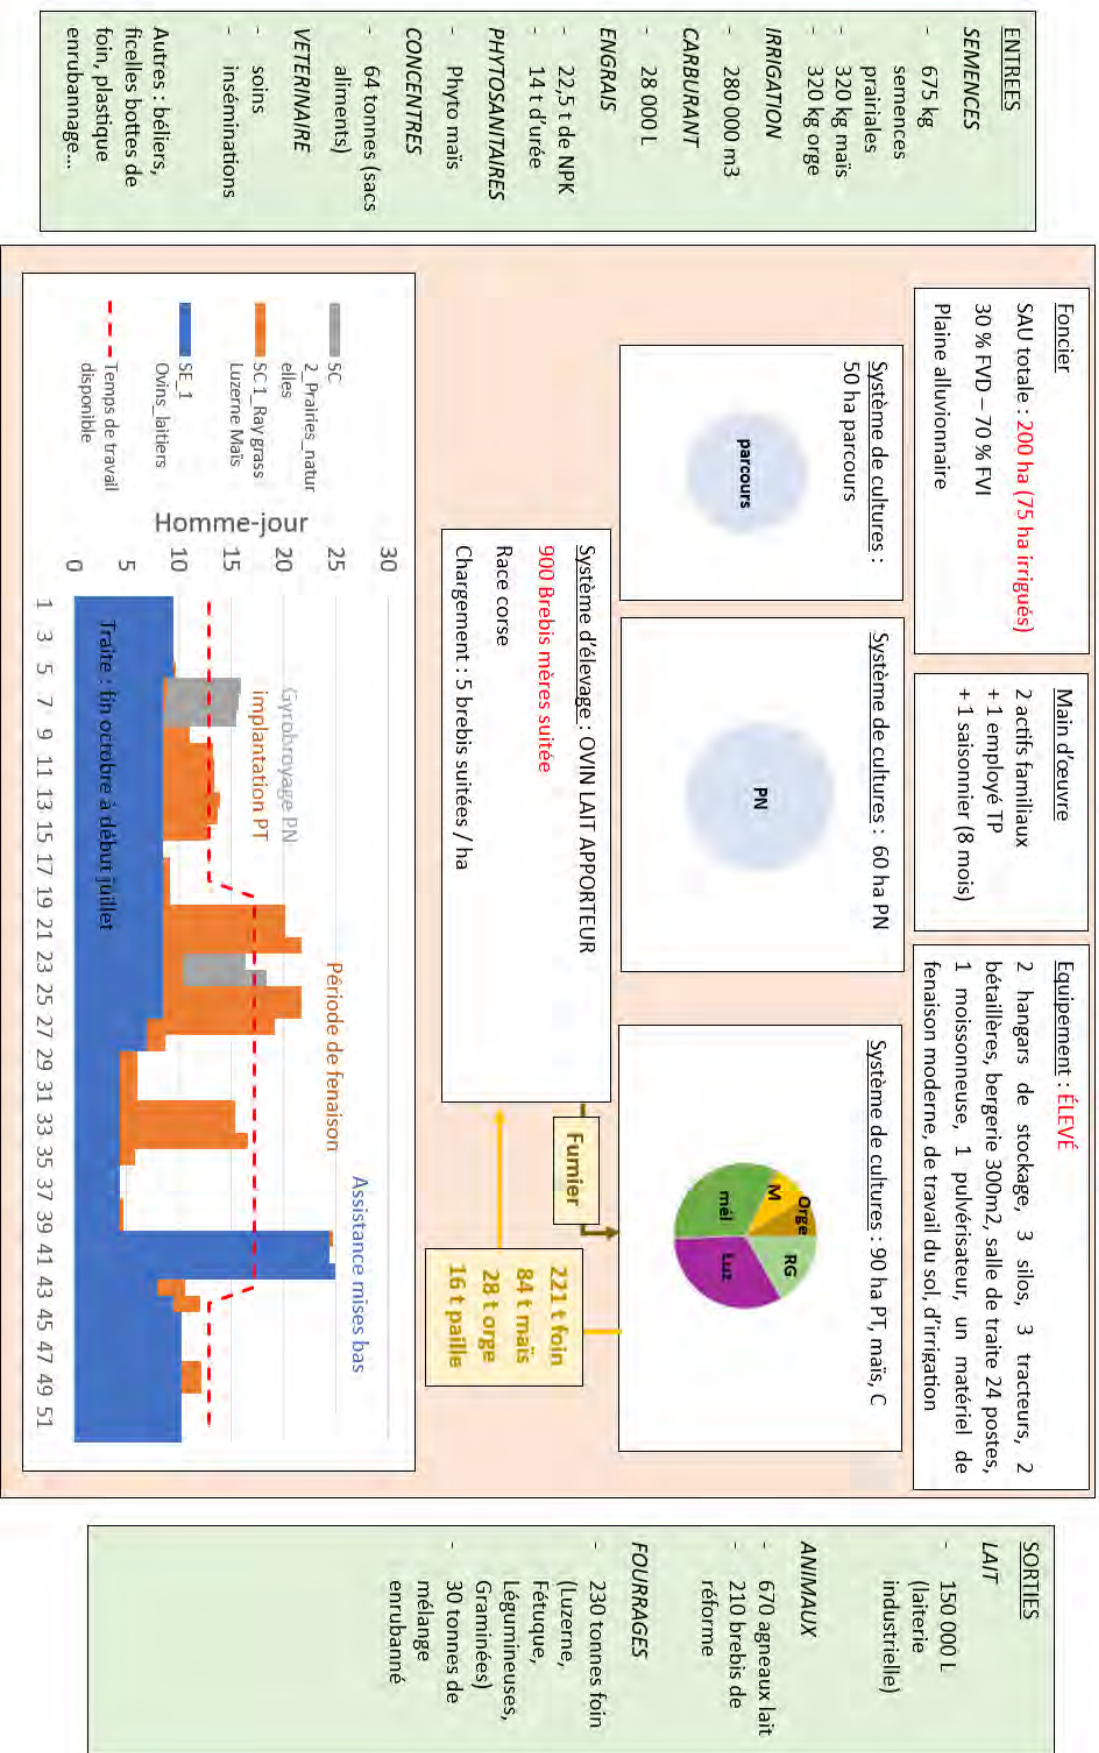 ENTREES
SEMENCES
- 675 kg
semences
prairiales
- 320 kg maïs
- 320 kg orge
IRRIGATION
- 280 000 m3
CARBURANT
- 28 000 L
ENGRAIS
- 22,5 t de NPK
- 14 t d'urée
PHYTOSANITAIRES
- Phyto maïs
CONCENTRES
- 64 tonnes (sacs
aliments)
VETERINAIRE
- soins
- inséminations
Autres : béliers,
ficelles bottes de
foin, plastique
enrubannage...
Foncier
SAU totale : 200 ha (75 ha irrigués)
30 % FVD – 70 % FVI
Plaine alluvionnaire
Main d'œuvre
2 actifs familiaux
+ 1 employé TP
+ 1 saisonnier (8 mois)
Equipement : ÉLEVÉ
2 hangars de stockage, 3 silos, 3 tracteurs, 2
bétaillères, bergerie 300m2, salle de traite 24 postes,
1 moissonneuse, 1 pulvérisateur, un matériel de
fenaison moderne, de travail du sol, d'irrigation
Système de cultures :
50 ha parcours
parcours
Système de cultures : 60 ha PN
PN
Système de cultures : 90 ha PT, maïs, C
Orge
RG
M
mél
Luz
Système d'élevage : OVIN LAIT APPORTEUR
900 Brebis mères suitée
Race corse
Chargement : 5 brebis suitées / ha
Fumier
221 t foin
84 t maïs
28 t orge
16 t paille
SC
2_Prairies_natur
elles
SC 1_Ray grass
Luzerne Maïs
SE_1
Ovins_laitiers
Temps de travail
disponible
Homme-jour
30
25
20
15
10
5
0
Assistance mises bas
Période de fenaison
Gyrobroyage PN
implantation PT
Traite : fin octrobre à début juillet
1 3 5 7 9 11 13 15 17 19 21 23 25 27 29 31 33 35 37 39 41 43 45 47 49 51
SORTIES
LAIT
- 150 000 L
(laiterie
industrielle)
ANIMAUX
- 670 agneaux lait
- 210 brebis de
réforme
FOURRAGES
- 230 tonnes foin
(Luzerne,
Fétuque,
Légumineuses,
Graminées)
- 30 tonnes de
mélange
enrubanné